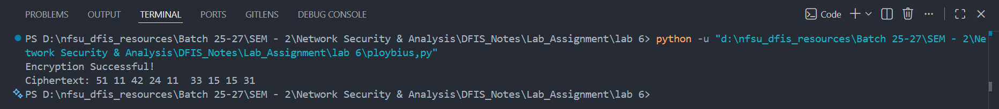 PROBLEMS OUTPUT TERMINAL PORTS GITLENS DEBUG CONSOLE Code
PS D:\nfsu_dfis_resources\Batch 25-27\SEM - 2\Network Security & Analysis\DFIS_Notes\Lab_Assignment\lab 6> python -u "d:\nfsu_dfis_resources\Batch 25-27\SEM - 2\Ne
twork Security & Analysis\DFIS_Notes\Lab_Assignment\lab 6\ploybius,py"
Encryption Successful!
Ciphertext: 51 11 42 24 11  33 15 15 31
PS D:\nfsu_dfis_resources\Batch 25-27\SEM - 2\Network Security & Analysis\DFIS_Notes\Lab_Assignment\lab 6>